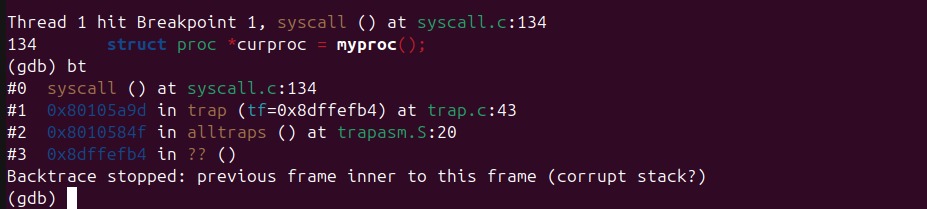 Thread 1 hit Breakpoint 1, syscall () at syscall.c:134
134         struct proc *curproc = myproc();
(gdb) bt
#0  syscall () at syscall.c:134
#1  0x80105a9d in trap (tf=0x8dffefb4) at trap.c:43
#2  0x8010584f in alltraps () at trapasm.S:20
#3  0x8dffefb4 in ?? ()
Backtrace stopped: previous frame inner to this frame (corrupt stack?)
(gdb)